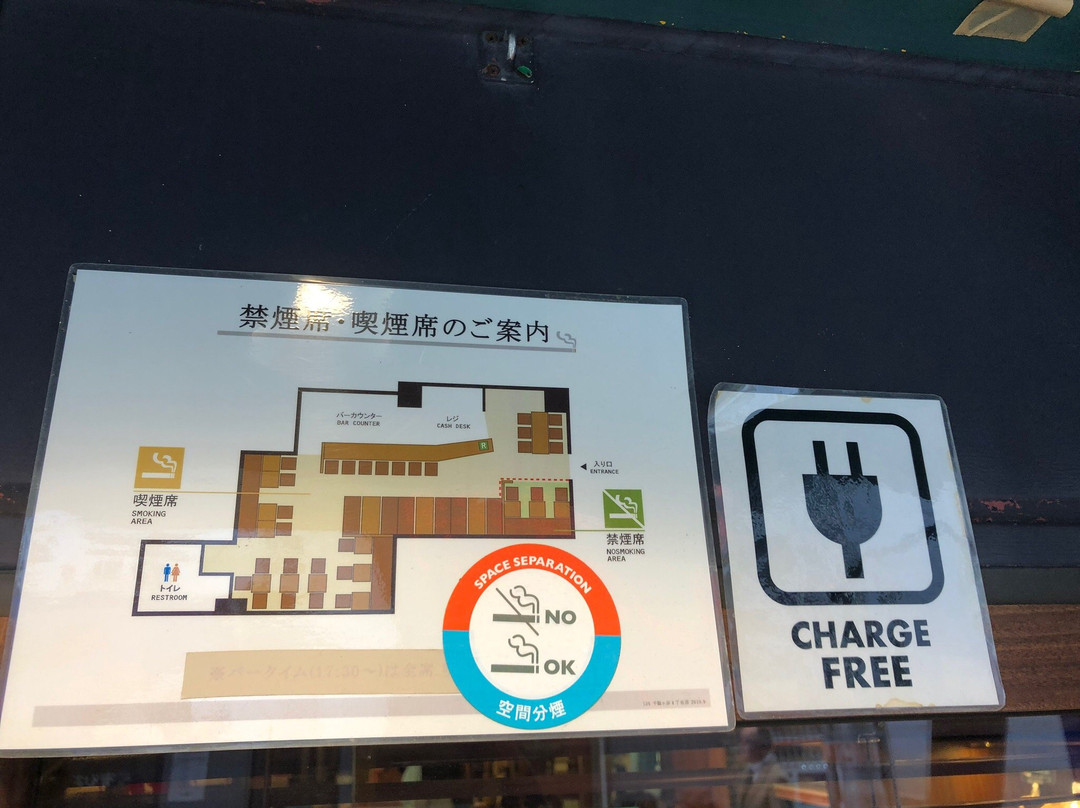 禁煙席・喫煙席のご案内
バーカウンター
BAR COUNTER
レジ
CASH DESK
入り口
ENTRANCE
喫煙席
SMOKING
AREA
禁煙席
NOSMOKING
AREA
トイレ
RESTROOM
SPACE SEPARATION
NO
OK
空間分煙
CHARGE
FREE